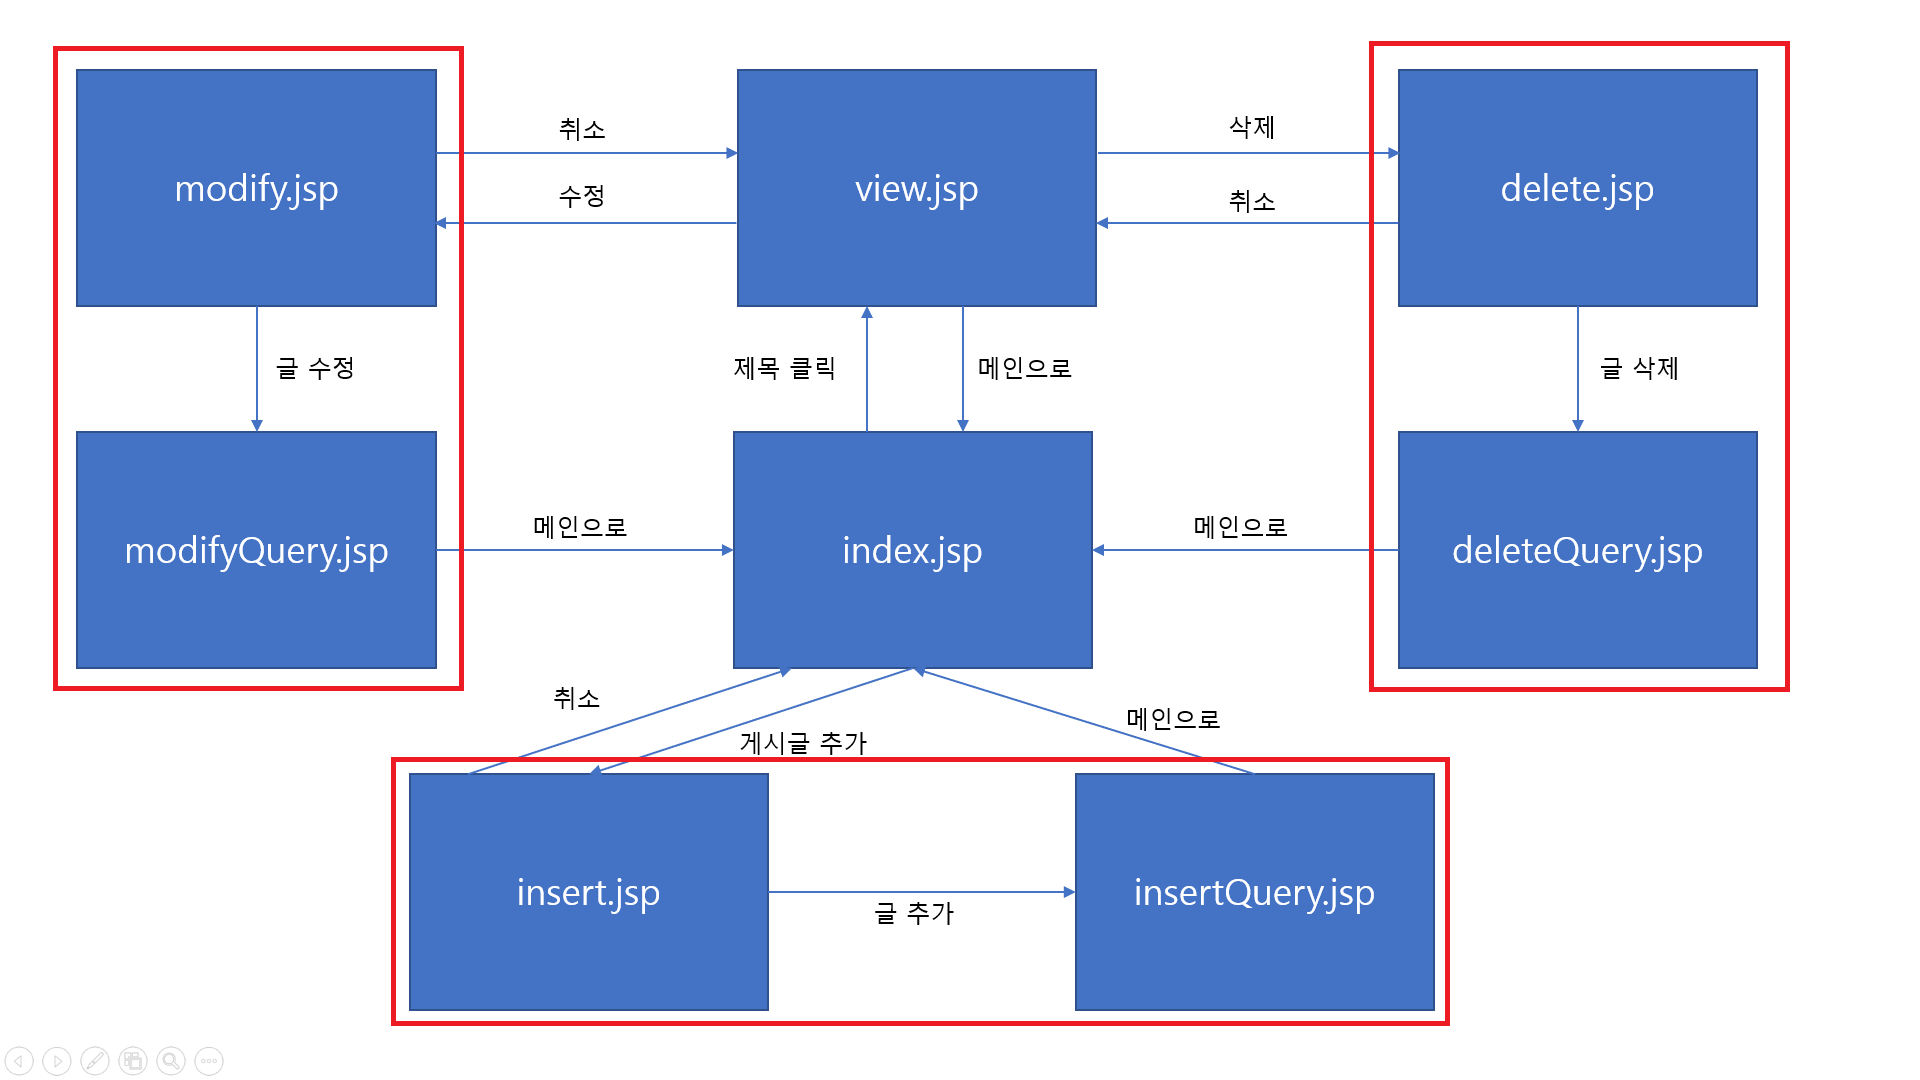 modify.jsp
취소
수정
view.jsp
삭제
취소
delete.jsp
글 수정
제목 클릭
메인으로
글 삭제
modifyQuery.jsp
메인으로
index.jsp
메인으로
deleteQuery.jsp
취소
게시글 추가
메인으로
insert.jsp
글 추가
insertQuery.jsp